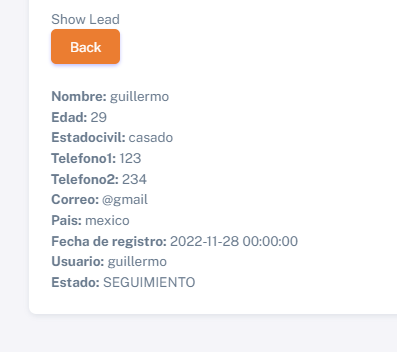 Show Lead
Back
Nombre: guillermo
Edad: 29
Estadocivil: casado
Telefono1: 123
Telefono2: 234
Correo: @gmail
Pais: mexico
Fecha de registro: 2022-11-28 00:00:00
Usuario: guillermo
Estado: SEGUIMIENTO